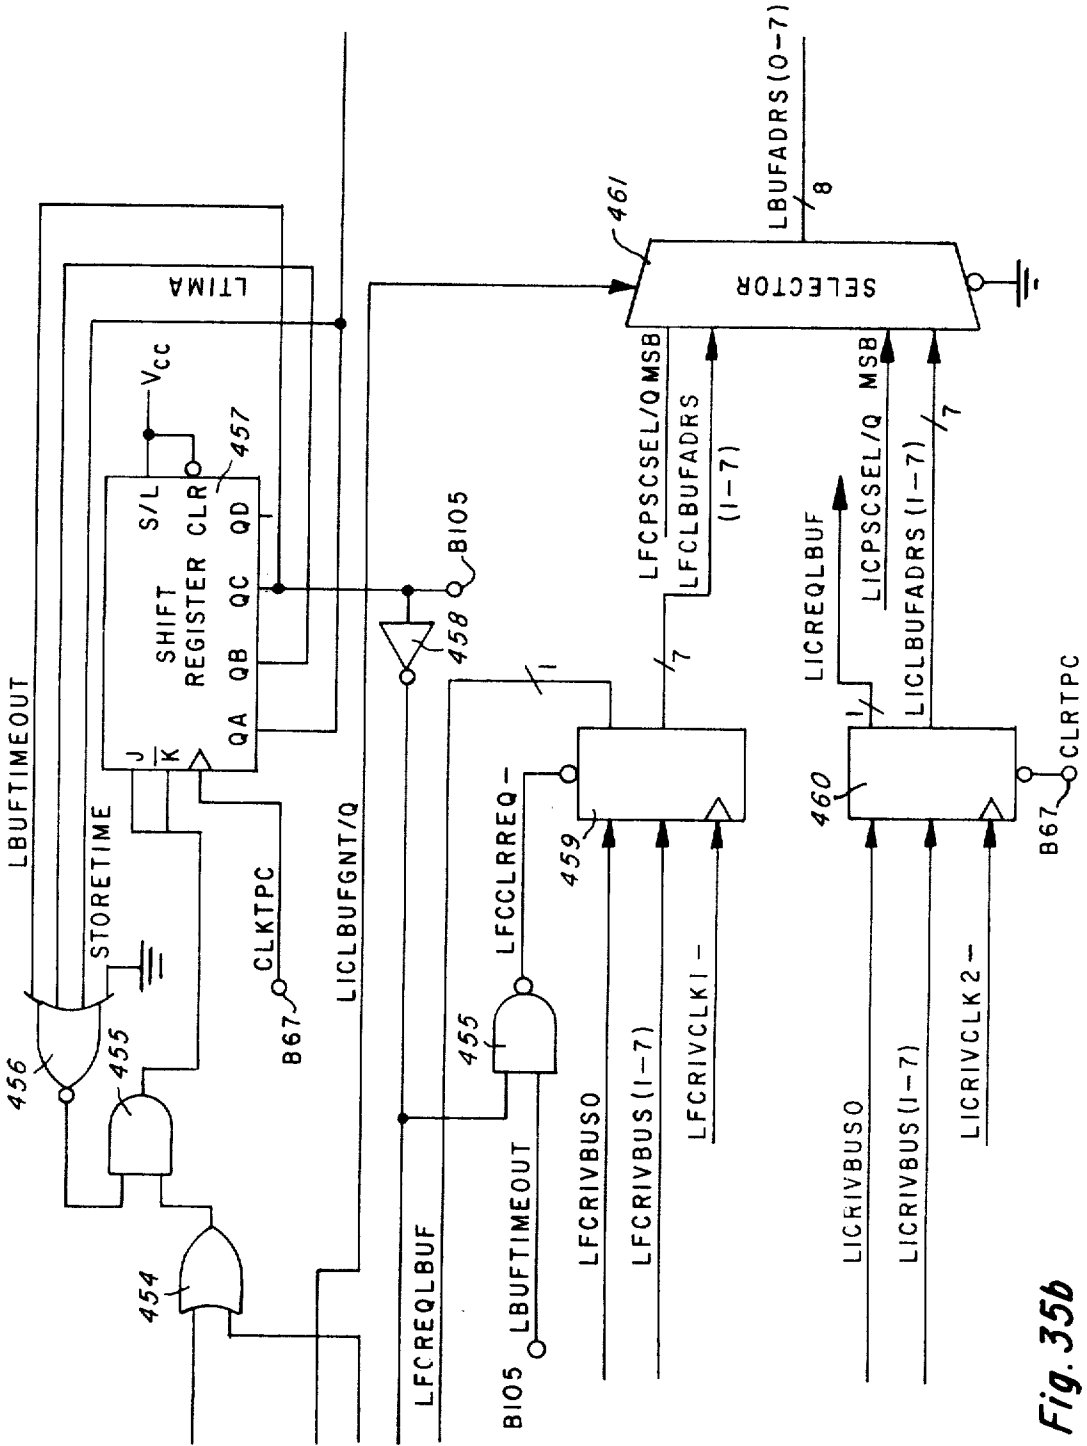 LBUFTIMEOUT
456
STORETIME
455
454
J
K
SHIFT
REGISTER
S/L
CLR
QA
QB
QC
QD
457
VCC
LTIMA
B67
CLKTPC
LICLBUFGNT/Q
458
B105
LFCREQLBUF
B105
LBUFTIMEOUT
455
LFCCLRREQ-
1
459
7
LFCRIVBUS0
LFCRIVBUS(1-7)
LFCRIVCLK1-
LFCPSCSEL/Q MSB
LFCLBUFADRS
(1-7)
461
SELECTOR
LBUFADRS(0-7)
8
LICREQLBUF
1
LICPSCSEL/Q MSB
LICLBUFADRS(1-7)
7
460
LICRIVBUS0
LICRIVBUS(1-7)
LICRIVCLK2-
B67
CLRTPC
Fig. 35b